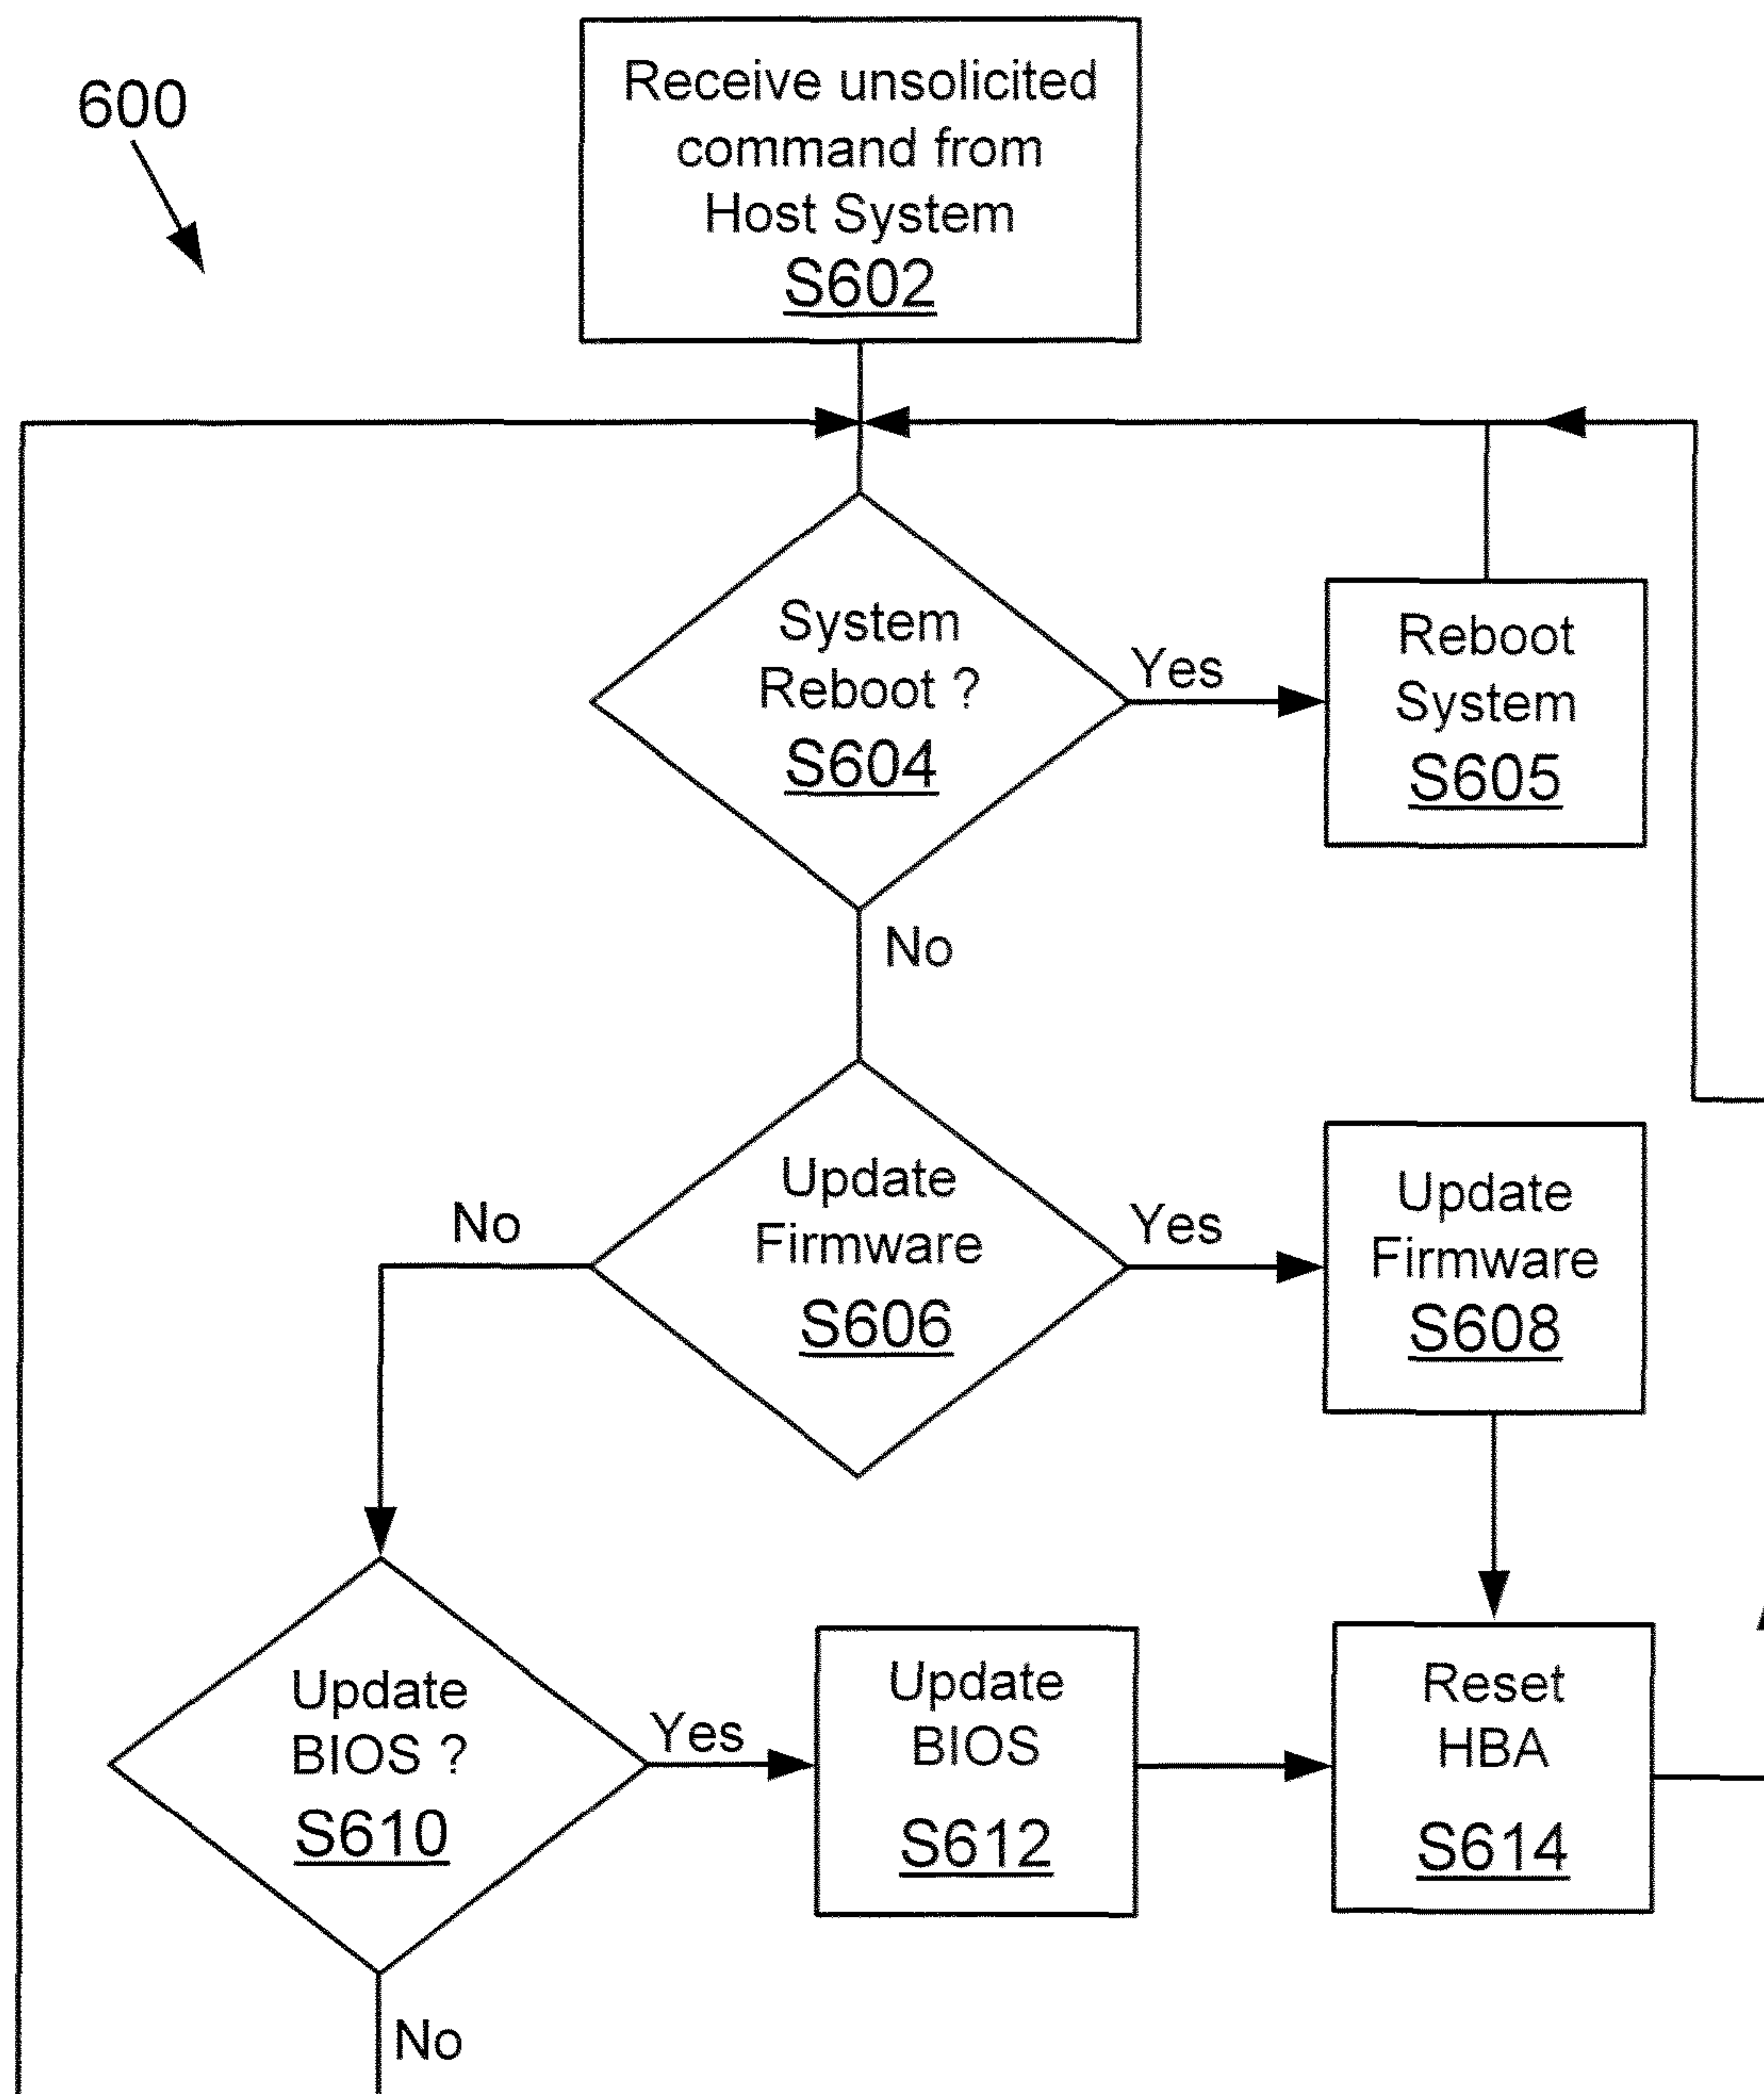 600
Receive unsolicited
command from
Host System
S602
System
Reboot ?
S604
Yes
Reboot
System
S605
No
Update
Firmware
S606
No
Yes
Update
Firmware
S608
Update
BIOS ?
S610
Yes
Update
BIOS
S612
Reset
HBA
S614
No